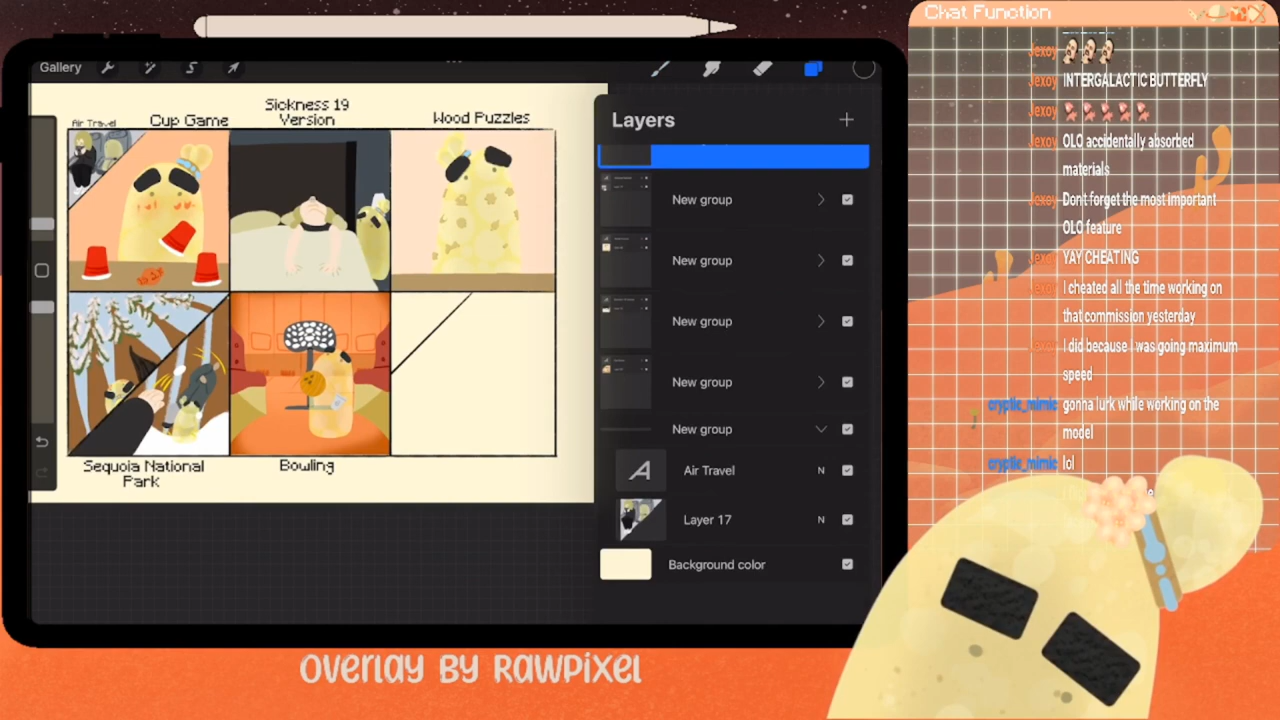 Chat Function
Gallery
Jexoy
Jexoy INTERGALACTIC BUTTERFLY
Jexoy
Jexoy OLO accidentally absorbed
materials
Jexoy Dont forget the most important
OLO feature
Jexoy YAY CHEATING
Jexoy I cheated all the time working on
that commission yesterday
Jexoy I did because I was going maximum
speed
cryptic_mimic gonna lurk while working on the
model
cryptic_mimic lol
Air Travel
Cup Game
Sickness 19
Version
Wood Puzzles
Sequoia National
Park
Bowling
Layers
New group
New group
New group
New group
New group
A
Air Travel N
Layer 17 N
Background color
OVERLAY BY RAWPIXEL